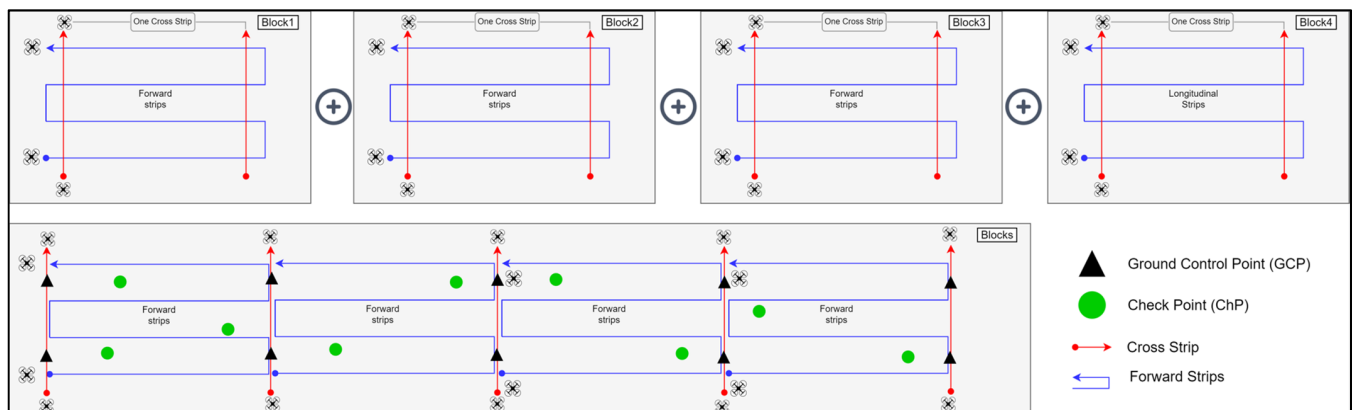 One Cross Strip
Block1
Forward
strips
One Cross Strip
Block2
Forward
strips
One Cross Strip
Block3
Forward
strips
One Cross Strip
Block4
Longitudinal
Strips
Blocks
Forward
strips
Forward
strips
Forward
strips
Forward
strips
Ground Control Point (GCP)
Check Point (ChP)
Cross Strip
Forward Strips